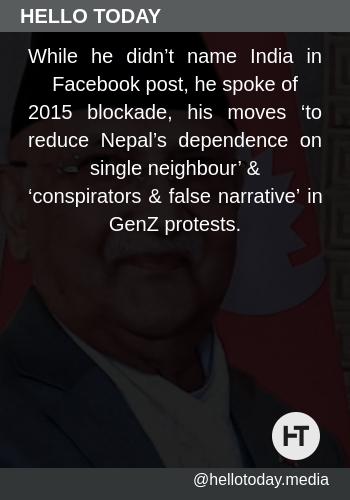 HELLO TODAY
While he didn’t name India in
Facebook post, he spoke of
2015 blockade, his moves ‘to
reduce Nepal’s dependence on
single neighbour’ &
‘conspirators & false narrative’ in
GenZ protests.
HT
@hellotoday.media